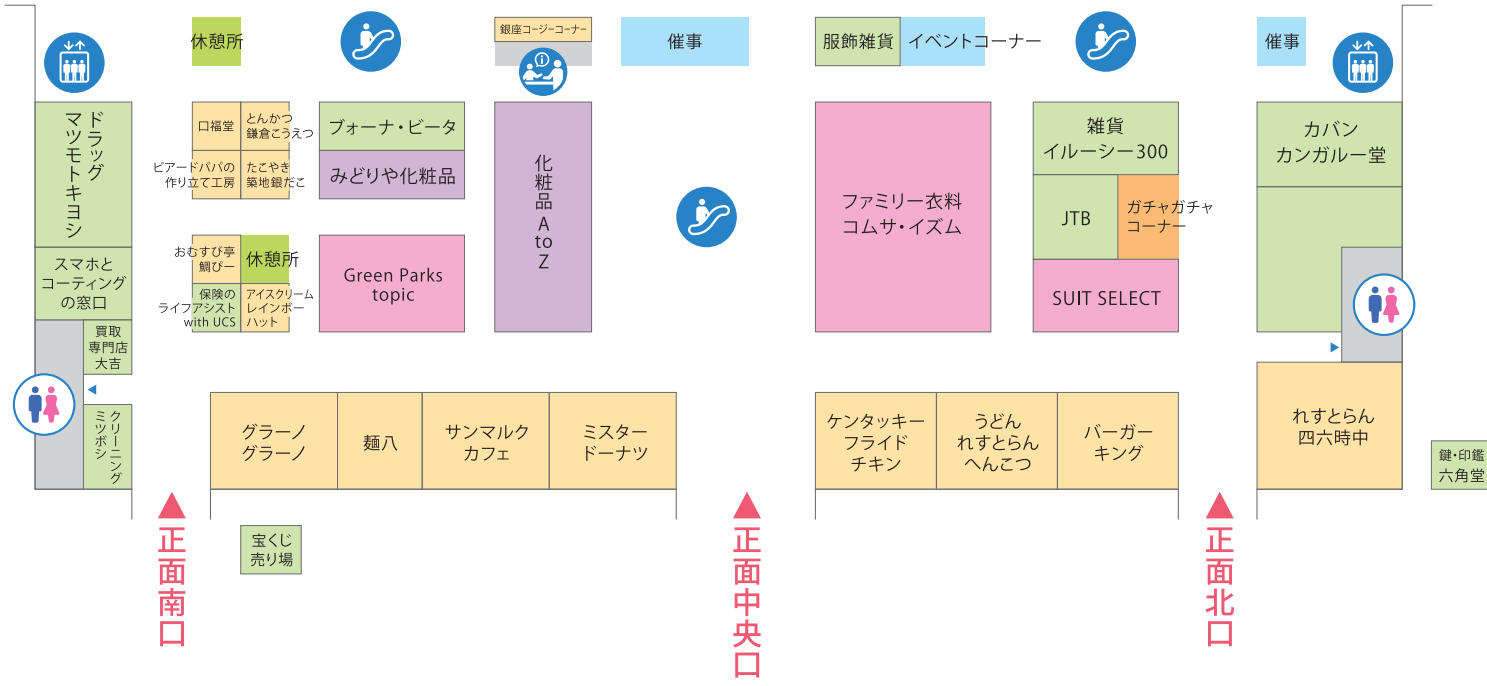 休憩所
銀座コージーコーナー
催事
服飾雑貨
イベントコーナー
催事
ドラッグ
マツモトキヨシ
口福堂
とんかつ
鎌倉こうえつ
ビアードパパの
作り立て工房
たこやき
築地銀だこ
ブォーナ・ビータ
みどりや化粧品
化粧品 A to Z
ファミリー衣料
コムサ・イズム
雑貨
イルーシー300
JTB
ガチャガチャ
コーナー
SUIT SELECT
カバン
カンガルー堂
スマホと
コーティング
の窓口
おむすび亭
鯛びー
休憩所
保険の
ライフアシスト
with UCS
アイスクリーム
レインボー
ハット
Green Parks
topic
買取
専門店
大吉
クリーニング
ミツボシ
グラーノ
グラーノ
麺八
サンマルク
カフェ
ミスター
ドーナツ
ケンタッキー
フライド
チキン
うどん
れすとらん
へんこつ
バーガー
キング
れすとらん
四六時中
鍵・印鑑
六角堂
宝くじ
売り場
正面南口
正面中央口
正面北口